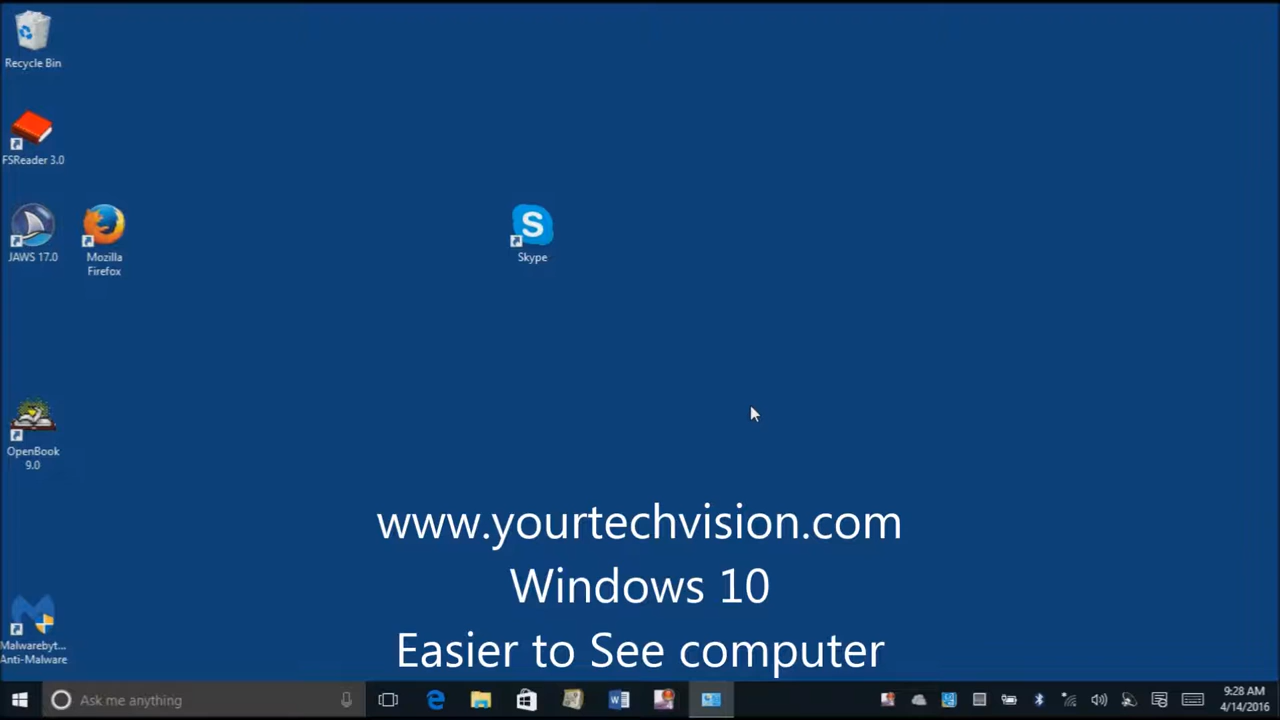 Recycle Bin
FSReader 3.0
JAWS 17.0
Mozilla
Firefox
S
Skype
OpenBook
9.0
Malwarebyt...
Anti-Malware
www.yourtechvision.com
Windows 10
Easier to See computer
Ask me anything
9:28 AM
4/14/2016